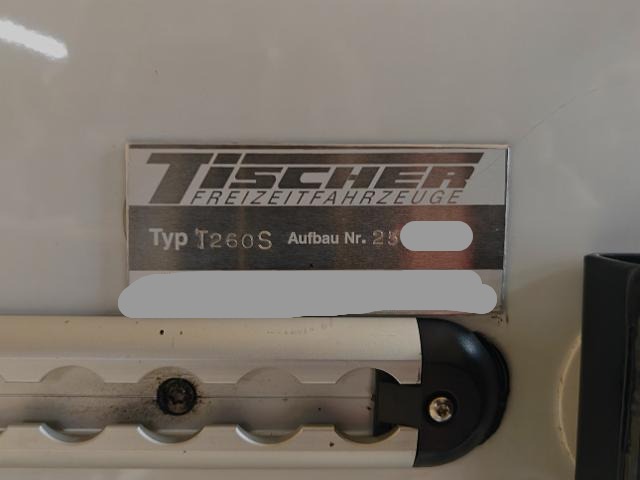 TISCHER
FREIZEITFAHRZEUGE
Typ T260S Aufbau Nr. 25